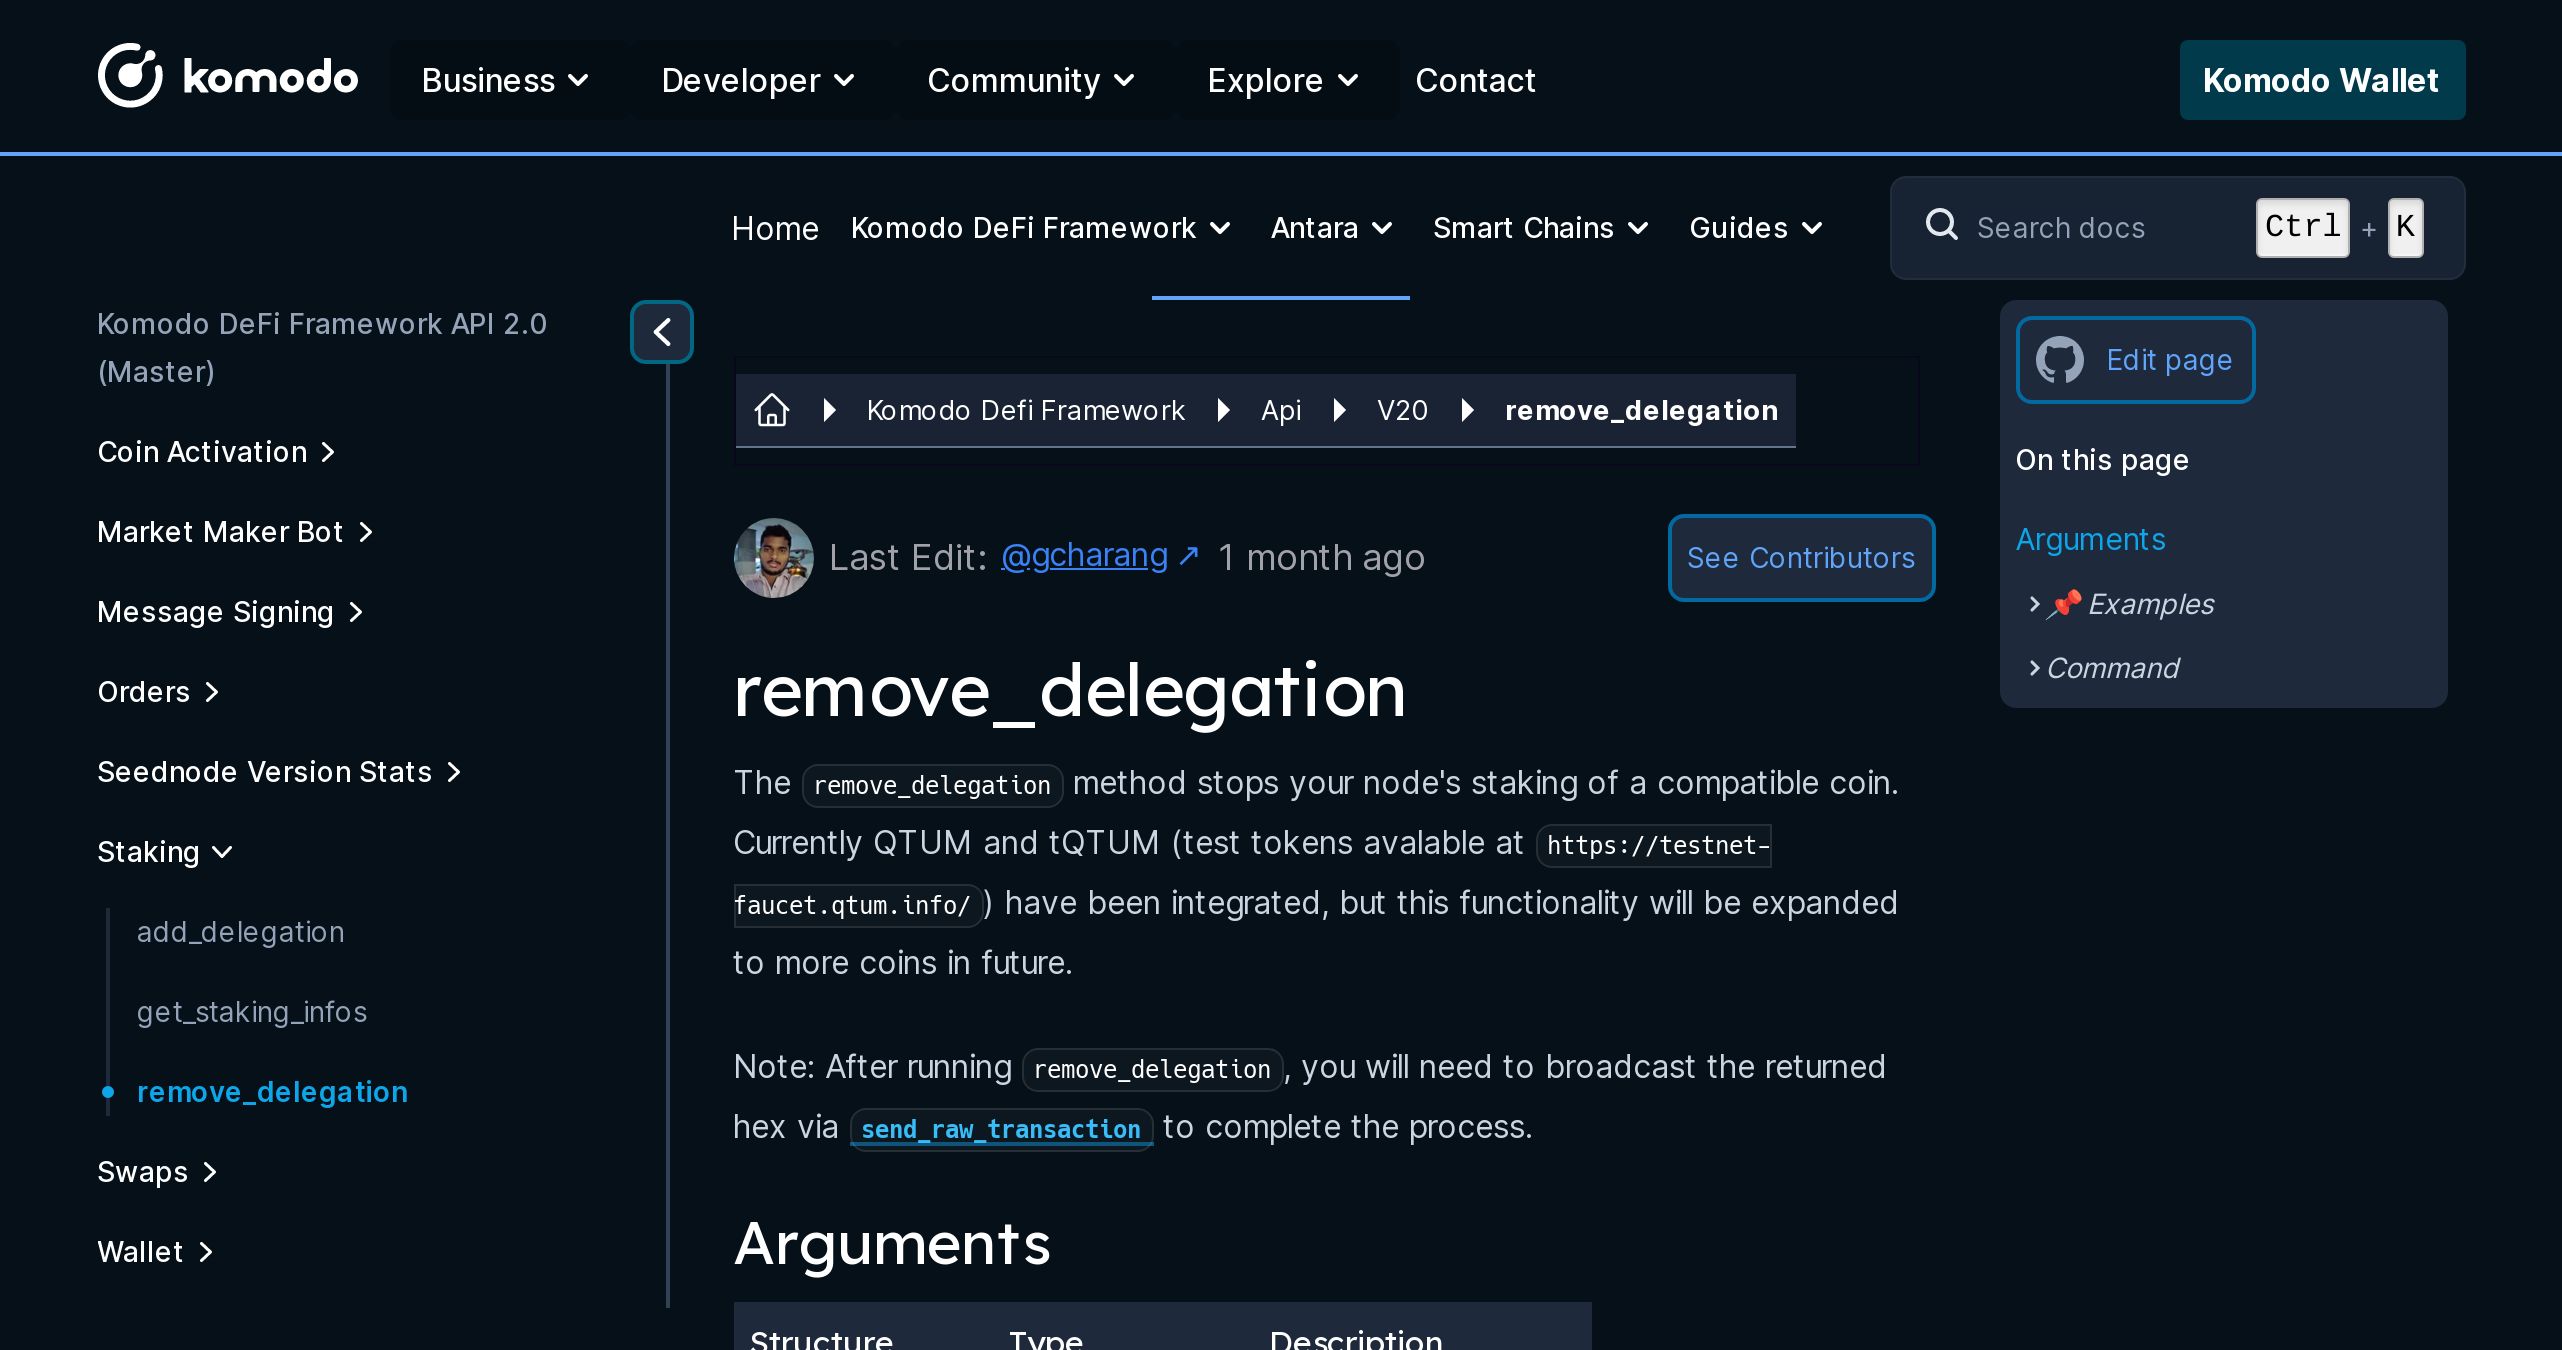 komodo
Business
Developer
Community
Explore
Contact
Komodo Wallet
Home
Komodo DeFi Framework
Antara
Smart Chains
Guides
Search docs
Ctrl + K
Komodo DeFi Framework API 2.0
(Master)
Coin Activation
Market Maker Bot
Message Signing
Orders
Seednode Version Stats
Staking
add_delegation
get_staking_infos
remove_delegation
Swaps
Wallet
Komodo Defi Framework
Api
V20
remove_delegation
Last Edit: @gcharang ↗ 1 month ago
See Contributors
remove_delegation
The remove_delegation method stops your node's staking of a compatible coin.
Currently QTUM and tQTUM (test tokens avalable at https://testnet-
faucet.qtum.info/) have been integrated, but this functionality will be expanded
to more coins in future.
Note: After running remove_delegation, you will need to broadcast the returned
hex via send_raw_transaction to complete the process.
Arguments
Structure Type Description
Edit page
On this page
Arguments
📌 Examples
Command